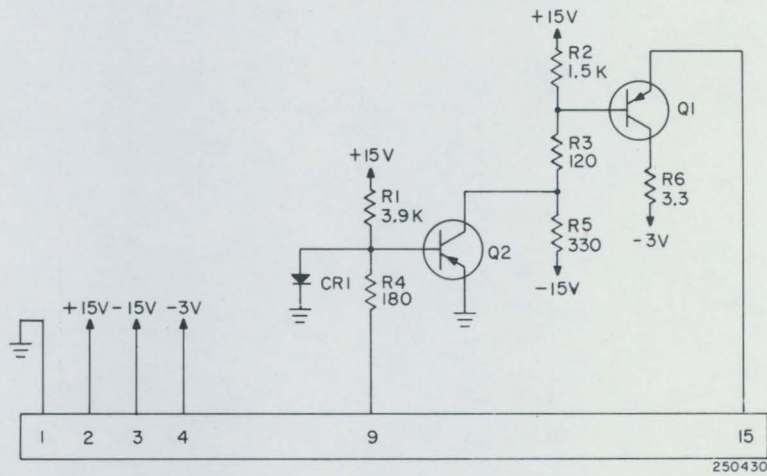 +15V
R2
1.5K
Q1
R3
120
+15V
R6
3.3
R1
3.9K
Q2
R5
330
-3V
CR1
R4
180
-15V
+15V -15V -3V
1 2 3 4 9 15
250430